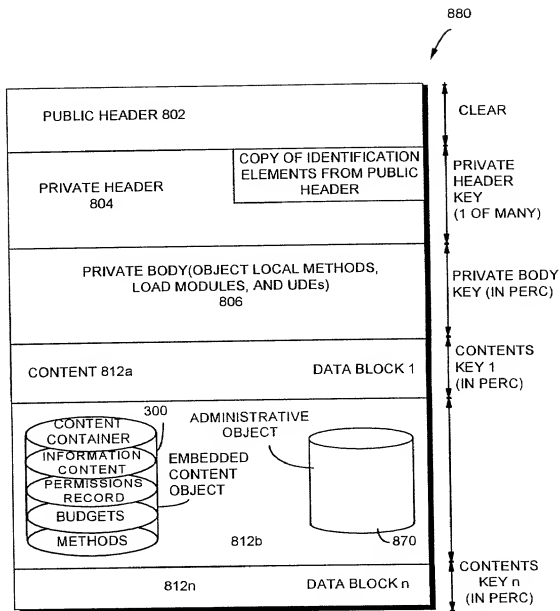 880
PUBLIC HEADER 802
CLEAR
PRIVATE HEADER
804
COPY OF IDENTIFICATION
ELEMENTS FROM PUBLIC
HEADER
PRIVATE
HEADER
KEY
(1 OF MANY)
PRIVATE BODY(OBJECT LOCAL METHODS,
LOAD MODULES, AND UDEs)
806
PRIVATE BODY
KEY (IN PERC)
CONTENT 812a
DATA BLOCK 1
CONTENTS
KEY 1
(IN PERC)
300
CONTENT
CONTAINER
INFORMATION
CONTENT
PERMISSIONS
RECORD
BUDGETS
METHODS
ADMINISTRATIVE
OBJECT
EMBEDDED
CONTENT
OBJECT
812b
870
812n
DATA BLOCK n
CONTENTS
KEY n
(IN PERC)